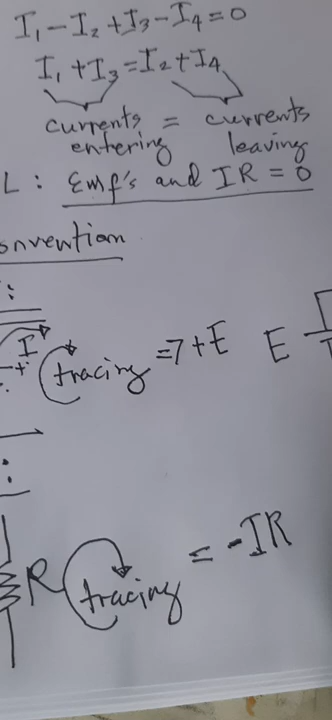 I₁ - I₂ + I₃ - I₄ = 0
I₁ + I₃ = I₂ + I₄
currents = currents
entering leaving
L : Emf's and IR = 0
onvention
:
I
+
tracing => +E E
:
R tracing = -IR